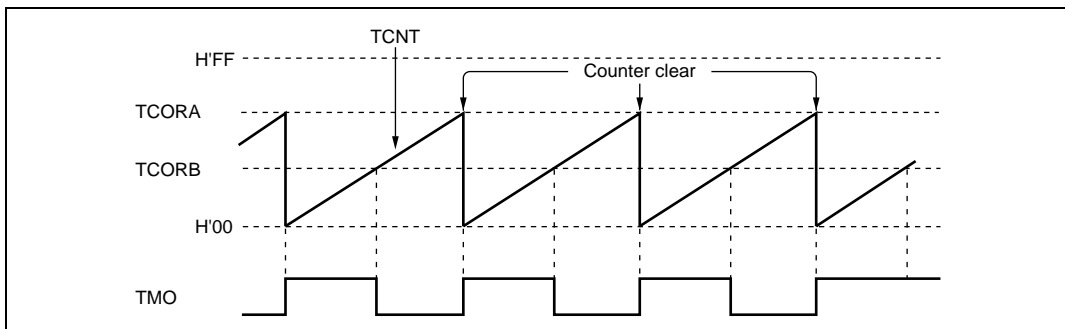 TCNT
H'FF
Counter clear
TCORA
TCORB
H'00
TMO